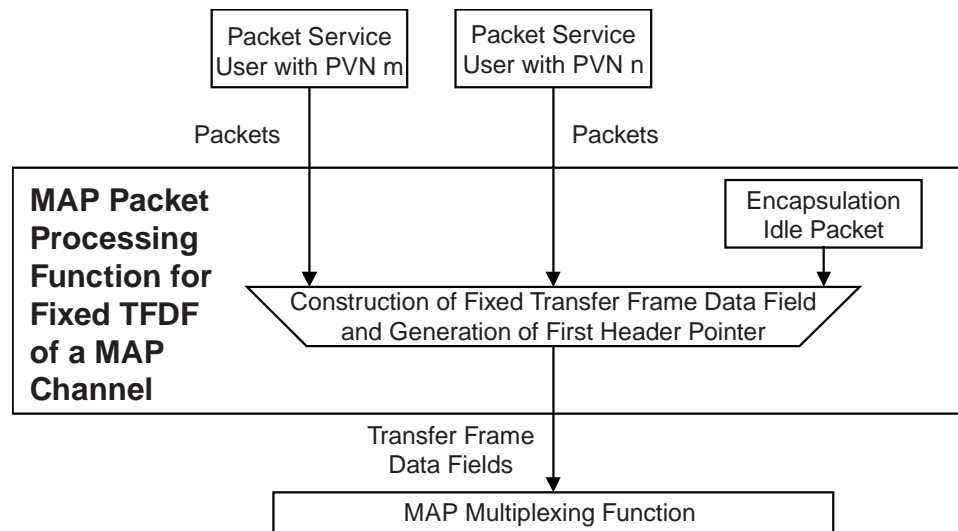 Packet Service
User with PVN m
Packet Service
User with PVN n
Packets
Packets
MAP Packet
Processing
Function for
Fixed TFDF
of a MAP
Channel
Encapsulation
Idle Packet
Construction of Fixed Transfer Frame Data Field
and Generation of First Header Pointer
Transfer Frame
Data Fields
MAP Multiplexing Function